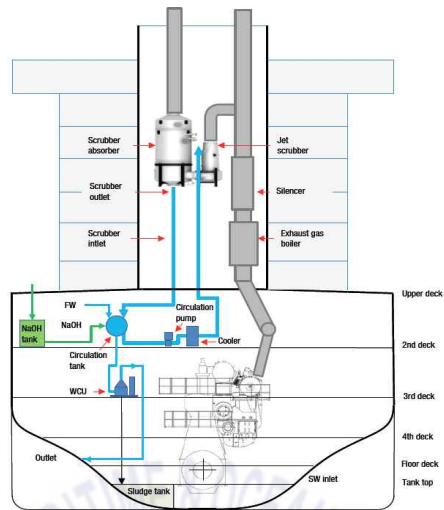 Scrubber
absorber
Jet
scrubber
Scrubber
outlet
Silencer
Scrubber
intlet
Exhaust gas
boiler
Upper deck
FW
Circulation
pump
NaOH
tank
NaOH
Cooler
2nd deck
Circulation
tank
WCU
3rd deck
4th deck
Outlet
Floor deck
SW inlet
Tank top
Sludge tank